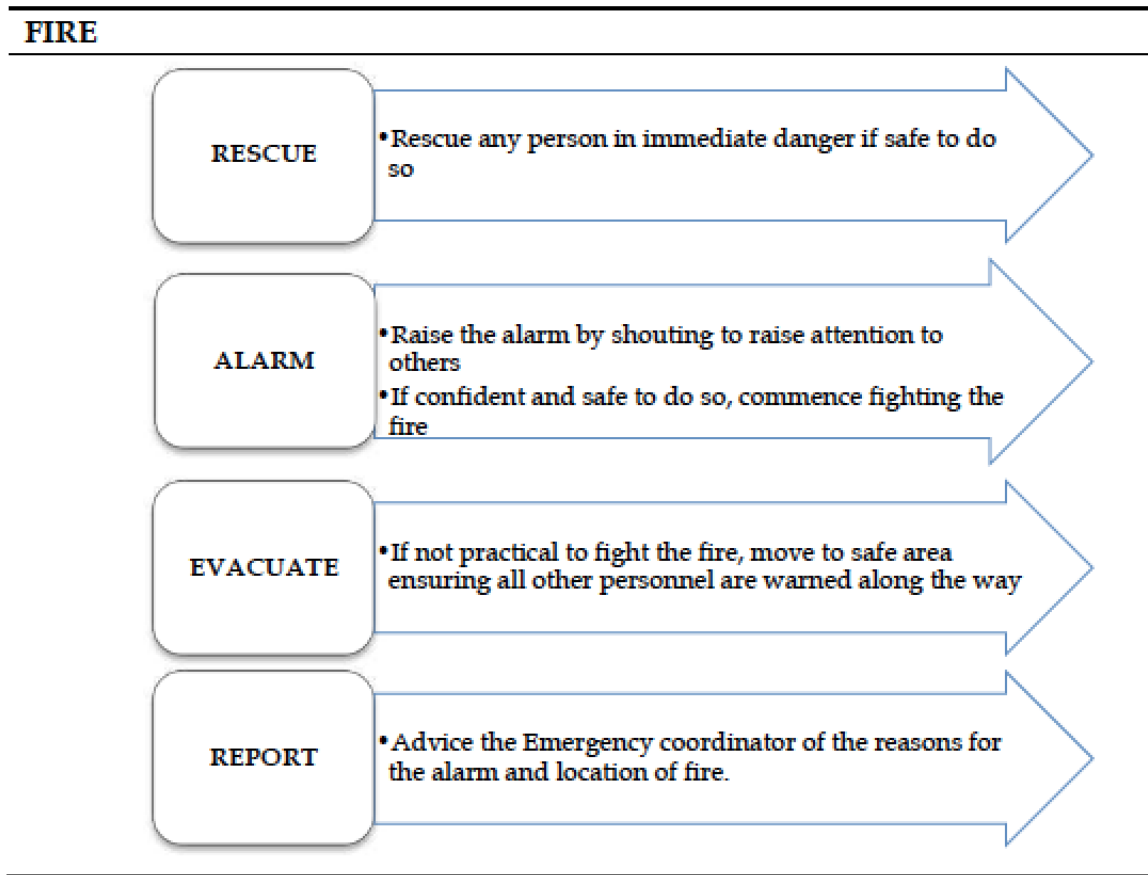 FIRE
RESCUE
•Rescue any person in immediate danger if safe to do
so
ALARM
•Raise the alarm by shouting to raise attention to
others
•If confident and safe to do so, commence fighting the
fire
EVACUATE
•If not practical to fight the fire, move to safe area
ensuring all other personnel are warned along the way
REPORT
•Advice the Emergency coordinator of the reasons for
the alarm and location of fire.